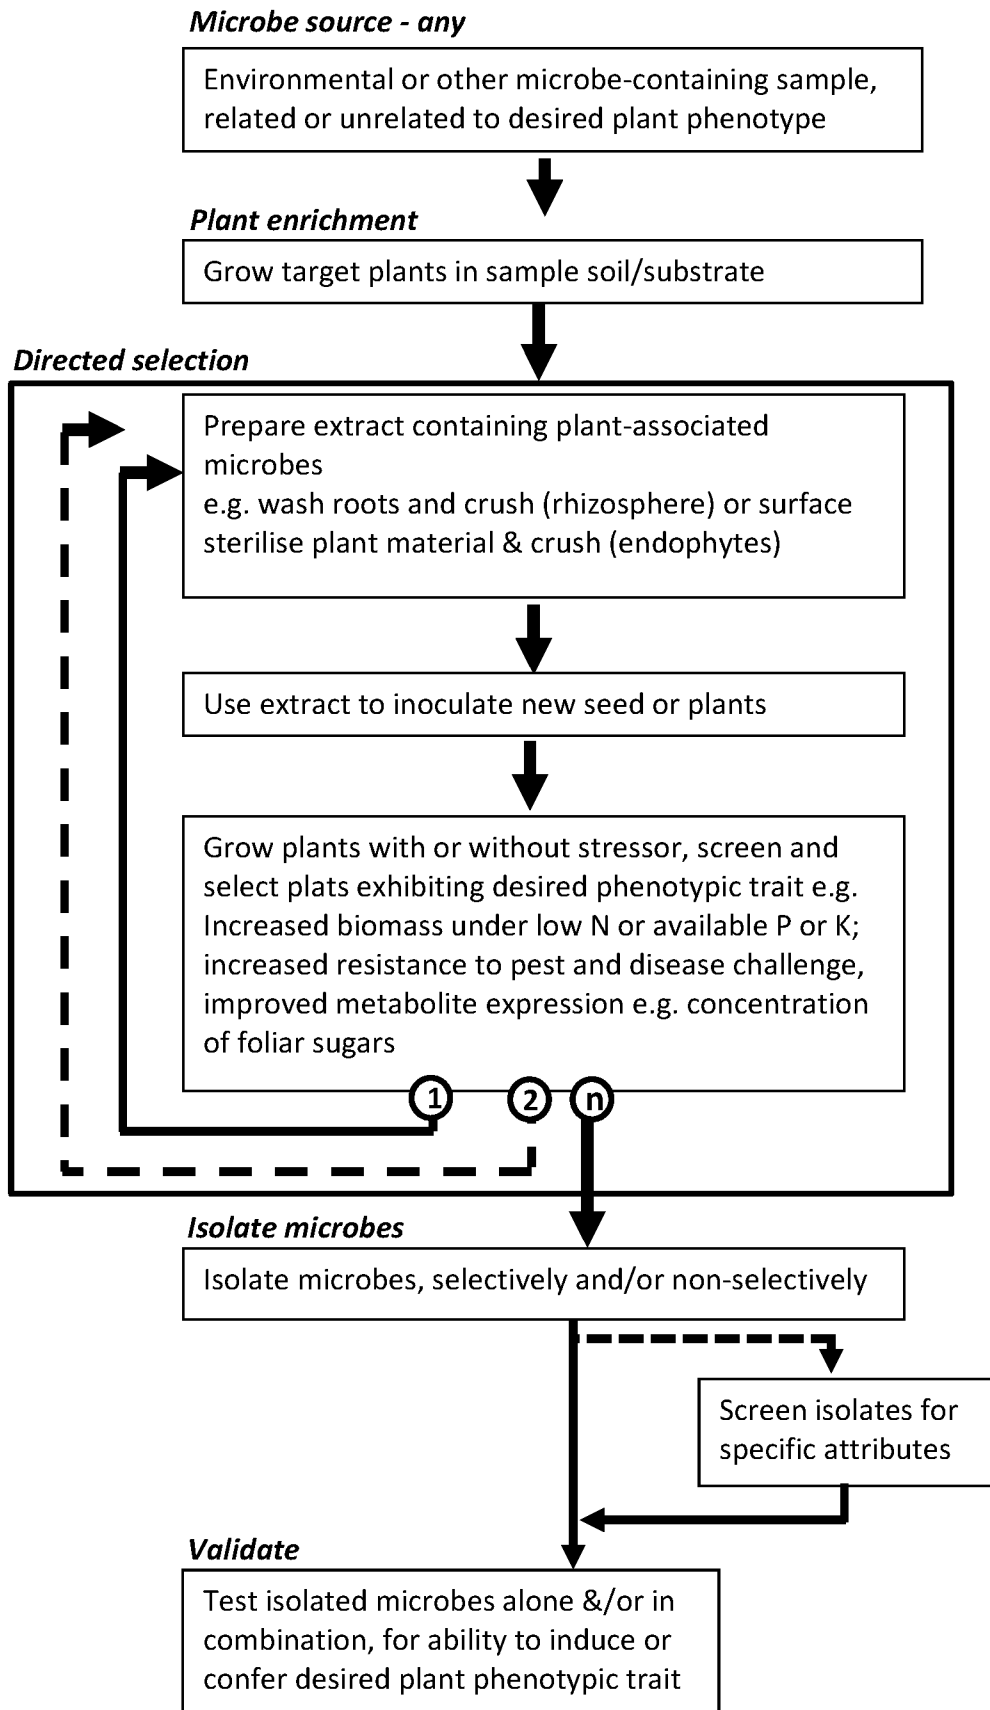 Microbe source - any
Environmental or other microbe-containing sample,
related or unrelated to desired plant phenotype
Plant enrichment
Grow target plants in sample soil/substrate
Directed selection
Prepare extract containing plant-associated
microbes
e.g. wash roots and crush (rhizosphere) or surface
sterilise plant material & crush (endophytes)
Use extract to inoculate new seed or plants
Grow plants with or without stressor, screen and
select plats exhibiting desired phenotypic trait e.g.
Increased biomass under low N or available P or K;
increased resistance to pest and disease challenge,
improved metabolite expression e.g. concentration
of foliar sugars
1 2 n
Isolate microbes
Isolate microbes, selectively and/or non-selectively
Screen isolates for
specific attributes
Validate
Test isolated microbes alone &/or in
combination, for ability to induce or
confer desired plant phenotypic trait